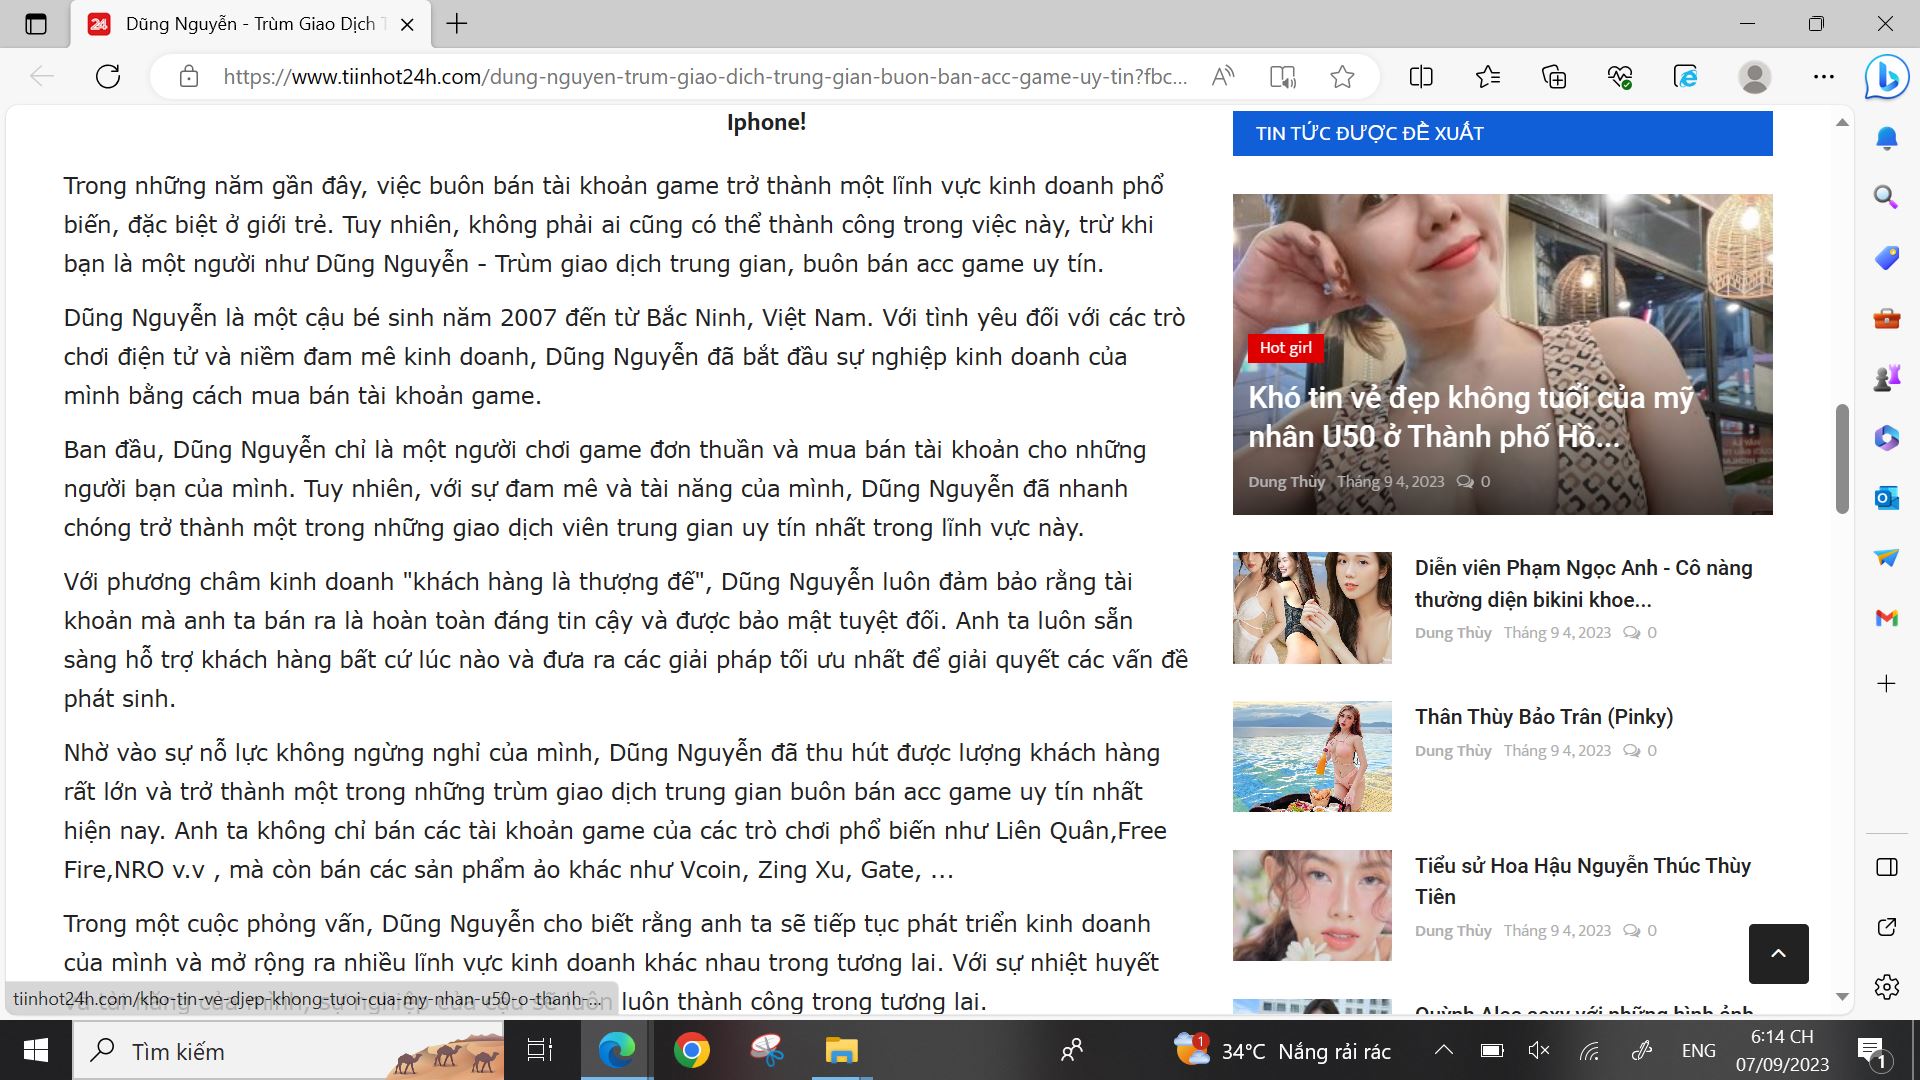 Dũng Nguyễn - Trùm Giao Dịch T
https://www.tiinhot24h.com/dung-nguyen-trum-giao-dich-trung-gian-buon-ban-acc-game-uy-tin?fbc...
Iphone!
Trong những năm gần đây, việc buôn bán tài khoản game trở thành một lĩnh vực kinh doanh phổ
biến, đặc biệt ở giới trẻ. Tuy nhiên, không phải ai cũng có thể thành công trong việc này, trừ khi
bạn là một người như Dũng Nguyễn - Trùm giao dịch trung gian, buôn bán acc game uy tín.
Dũng Nguyễn là một cậu bé sinh năm 2007 đến từ Bắc Ninh, Việt Nam. Với tình yêu đối với các trò
chơi điện tử và niềm đam mê kinh doanh, Dũng Nguyễn đã bắt đầu sự nghiệp kinh doanh của
mình bằng cách mua bán tài khoản game.
Ban đầu, Dũng Nguyễn chỉ là một người chơi game đơn thuần và mua bán tài khoản cho những
người bạn của mình. Tuy nhiên, với sự đam mê và tài năng của mình, Dũng Nguyễn đã nhanh
chóng trở thành một trong những giao dịch viên trung gian uy tín nhất trong lĩnh vực này.
Với phương châm kinh doanh "khách hàng là thượng đế", Dũng Nguyễn luôn đảm bảo rằng tài
khoản mà anh ta bán ra là hoàn toàn đáng tin cậy và được bảo mật tuyệt đối. Anh ta luôn sẵn
sàng hỗ trợ khách hàng bất cứ lúc nào và đưa ra các giải pháp tối ưu nhất để giải quyết các vấn đề
phát sinh.
Nhờ vào sự nỗ lực không ngừng nghỉ của mình, Dũng Nguyễn đã thu hút được lượng khách hàng
rất lớn và trở thành một trong những trùm giao dịch trung gian buôn bán acc game uy tín nhất
hiện nay. Anh ta không chỉ bán các tài khoản game của các trò chơi phổ biến như Liên Quân,Free
Fire,NRO v.v , mà còn bán các sản phẩm ảo khác như Vcoin, Zing Xu, Gate, ...
Trong một cuộc phỏng vấn, Dũng Nguyễn cho biết rằng anh ta sẽ tiếp tục phát triển kinh doanh
của mình và mở rộng ra nhiều lĩnh vực kinh doanh khác nhau trong tương lai. Với sự nhiệt huyết
luôn thành công trong tương lai.
tiinhot24h.com/kho-tin-ve-djep-khong-tuoi-cua-my-nhan-u50-o-thanh-...
TIN TỨC ĐƯỢC ĐỀ XUẤT
Hot girl
Khó tin vẻ đẹp không tuổi của mỹ
nhân U50 ở Thành phố Hồ...
Dung Thùy Tháng 9 4, 2023 0
Diễn viên Phạm Ngọc Anh - Cô nàng
thường diện bikini khoe...
Dung Thùy Tháng 9 4, 2023 0
Thân Thùy Bảo Trân (Pinky)
Dung Thùy Tháng 9 4, 2023 0
Tiểu sử Hoa Hậu Nguyễn Thúc Thùy
Tiên
Dung Thùy Tháng 9 4, 2023 0
Quỳnh Alee sexy với những hình ảnh
Tìm kiếm
1
34°C Nắng rải rác
ENG
6:14 CH
07/09/2023
1